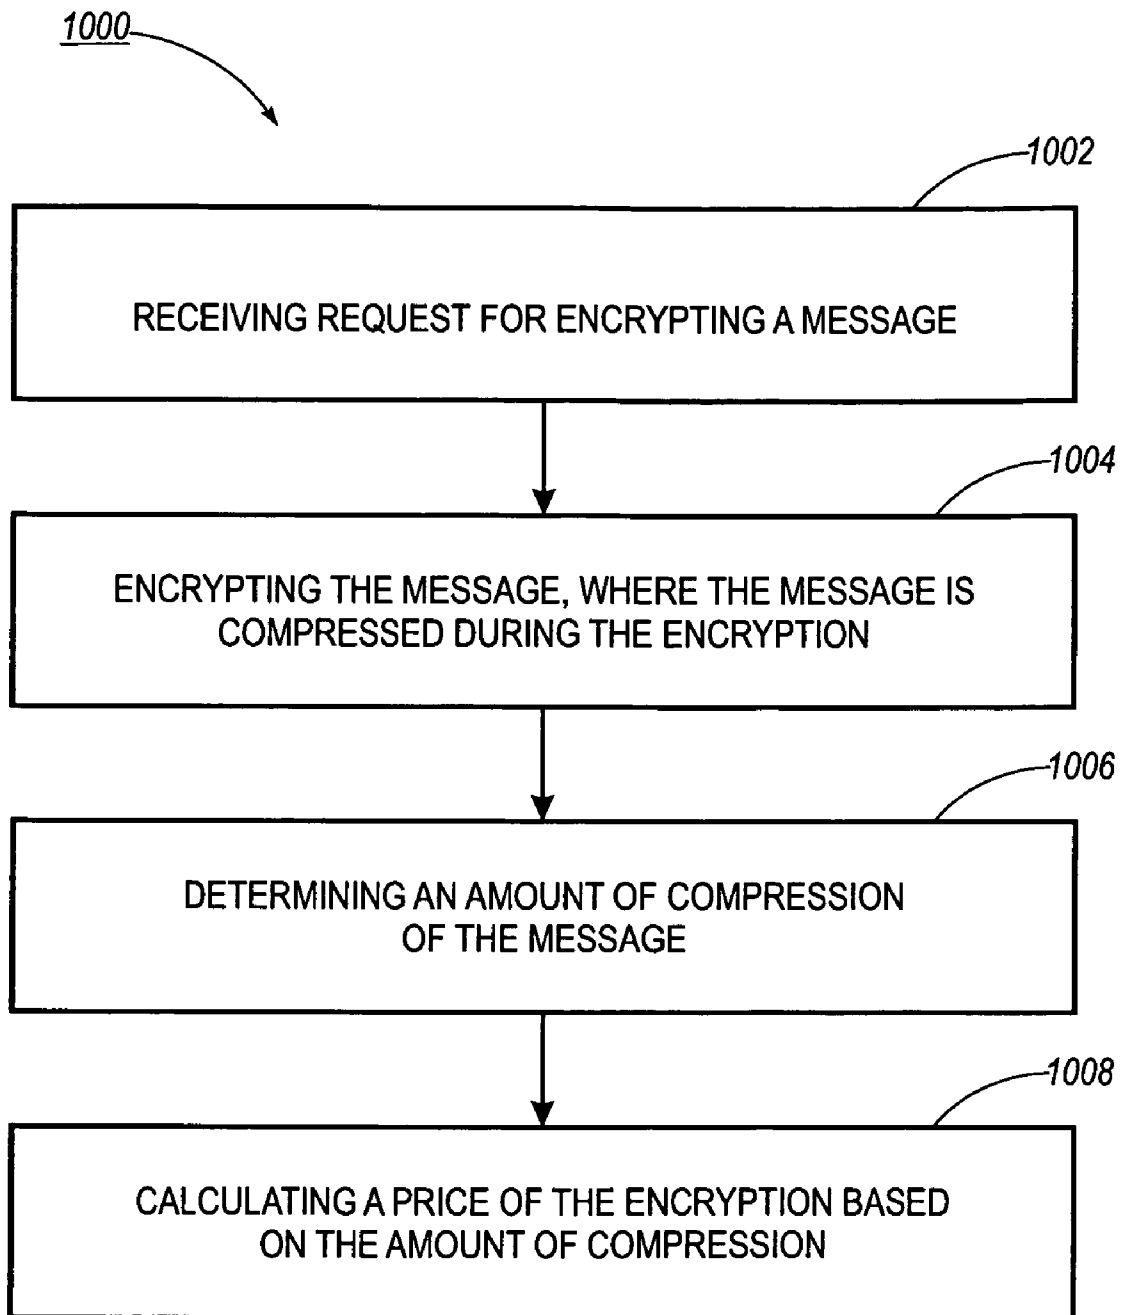 1000
1002
RECEIVING REQUEST FOR ENCRYPTING A MESSAGE
1004
ENCRYPTING THE MESSAGE, WHERE THE MESSAGE IS
COMPRESSED DURING THE ENCRYPTION
1006
DETERMINING AN AMOUNT OF COMPRESSION
OF THE MESSAGE
1008
CALCULATING A PRICE OF THE ENCRYPTION BASED
ON THE AMOUNT OF COMPRESSION